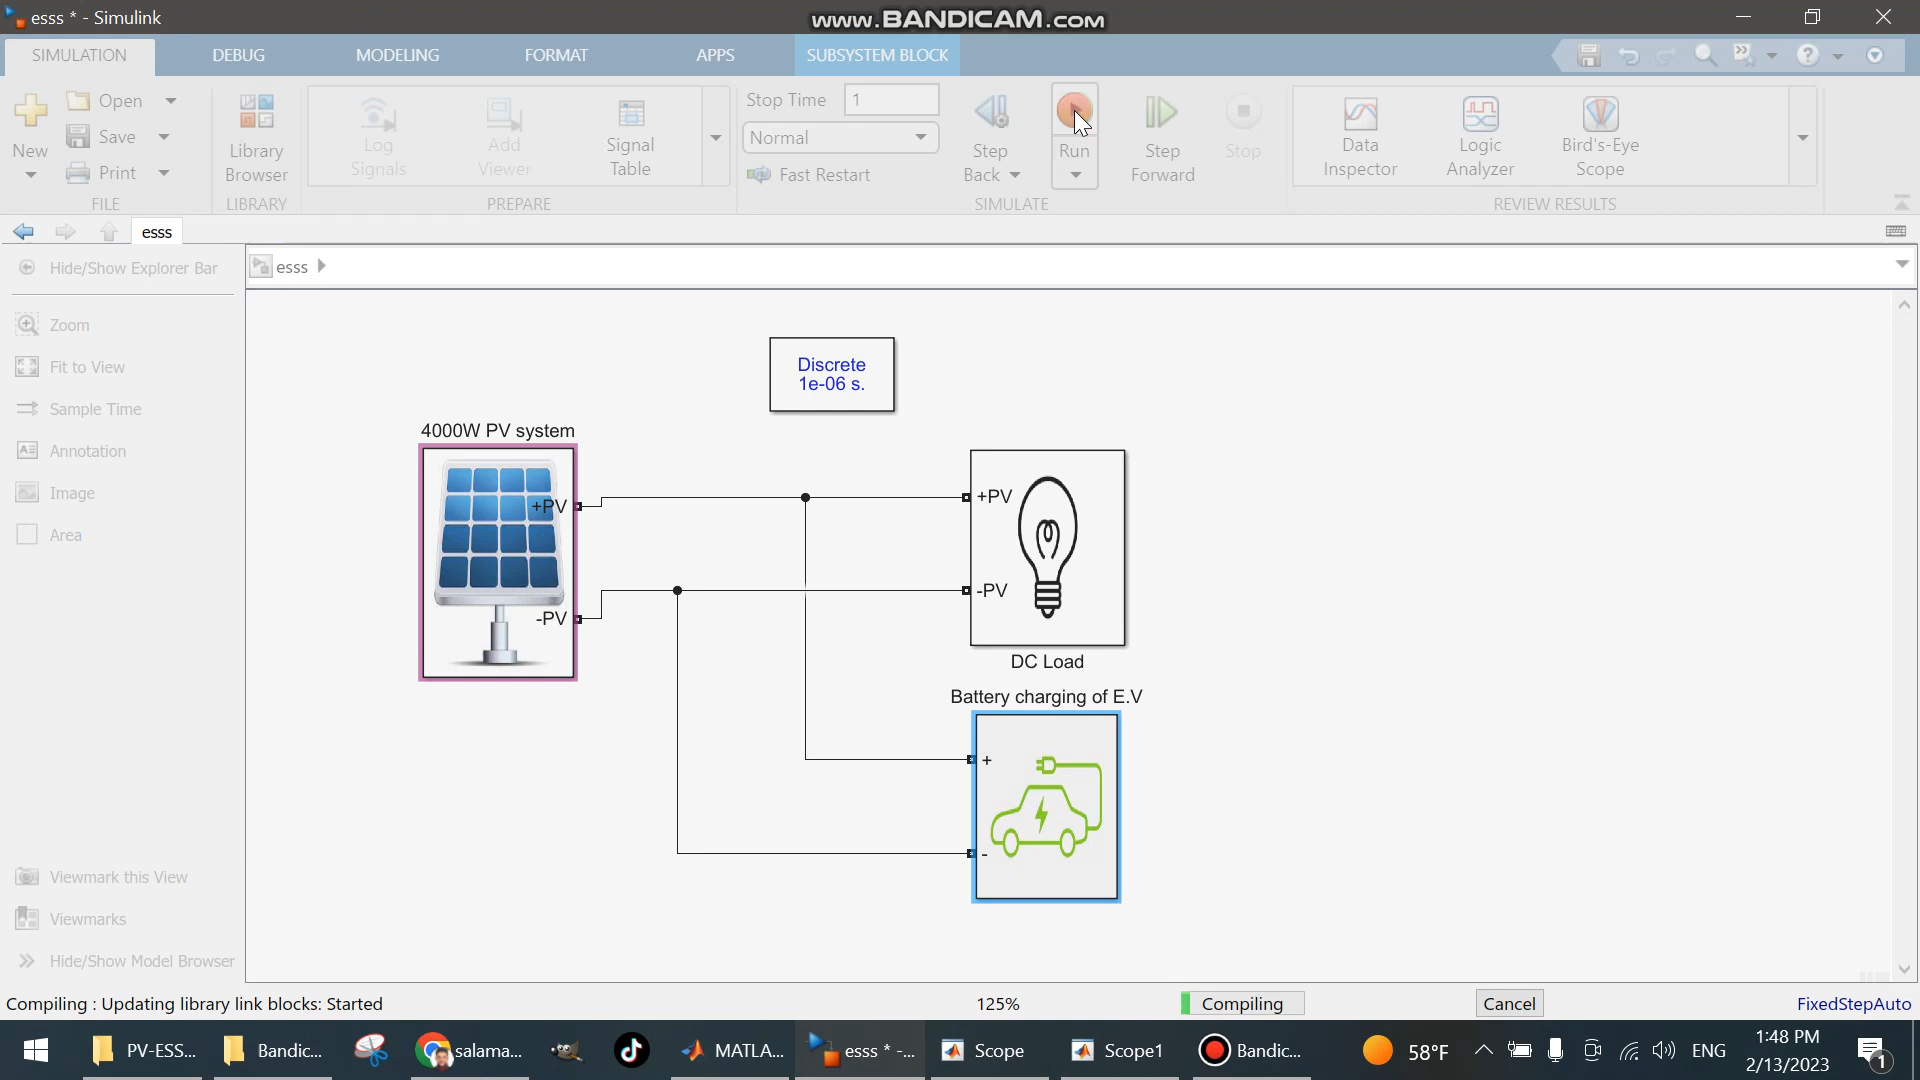 esss * - Simulink
www.BANDICAM.com
SIMULATION
DEBUG
MODELING
FORMAT
APPS
SUBSYSTEM BLOCK
New
Open
Save
Print
FILE
Library
Browser
LIBRARY
Log
Signals
Add
Viewer
Signal
Table
PREPARE
Stop Time
1
Normal
Fast Restart
Step
Back
Run
Step
Forward
Stop
SIMULATE
Data
Inspector
Logic
Analyzer
Bird's-Eye
Scope
REVIEW RESULTS
esss
Hide/Show Explorer Bar
esss
Zoom
Fit to View
Sample Time
Annotation
Image
Area
Viewmark this View
Viewmarks
Hide/Show Model Browser
Discrete
1e-06 s.
4000W PV system
+PV
-PV
+PV
-PV
DC Load
Battery charging of E.V
+
-
Compiling : Updating library link blocks: Started
125%
Compiling
Cancel
FixedStepAuto
PV-ESS...
Bandic...
salama...
MATLA...
esss * -...
Scope
Scope1
Bandic...
58°F
ENG
1:48 PM
2/13/2023
1